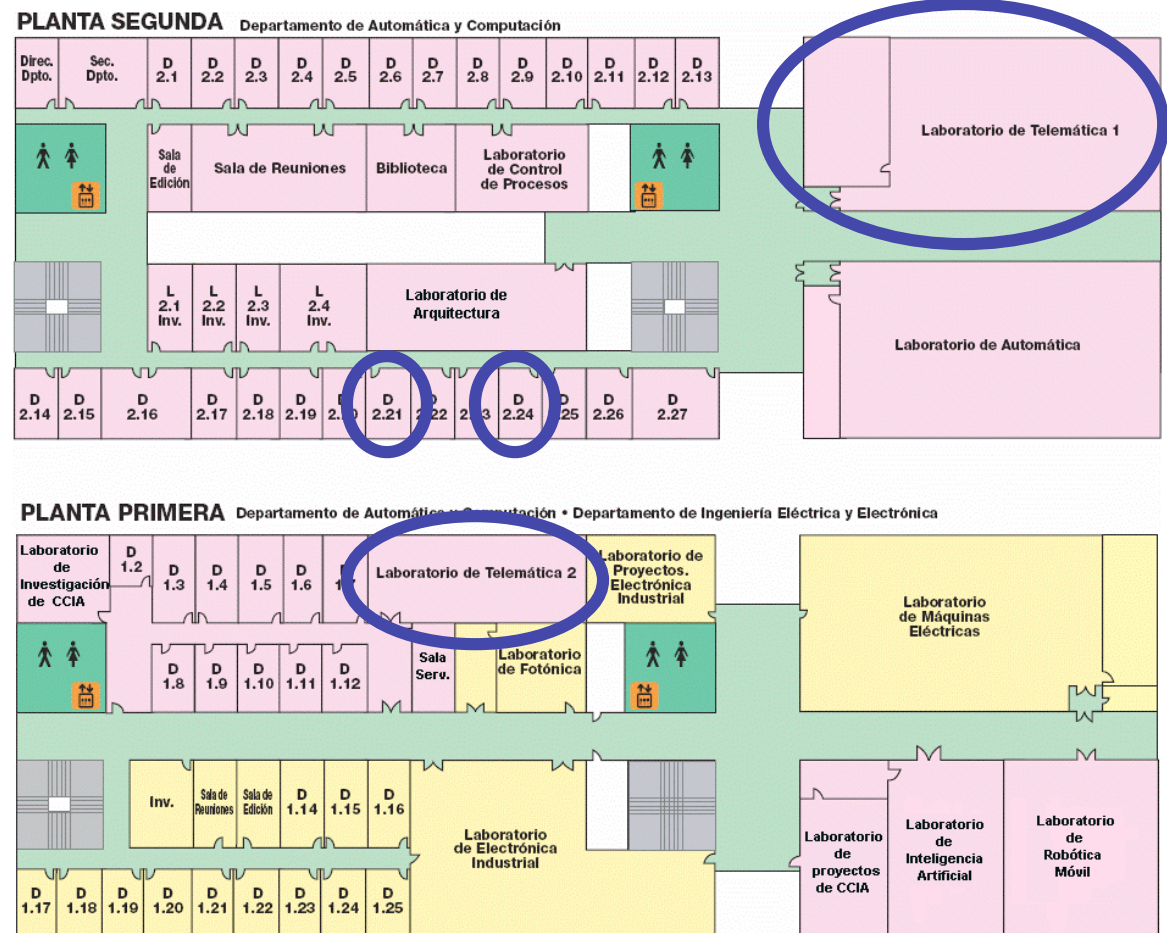 PLANTA SEGUNDA Departamento de Automática y Computación
Direc.
Dpto.
Sec.
Dpto.
D
2.1
D
2.2
D
2.3
D
2.4
D
2.5
D
2.6
D
2.7
D
2.8
D
2.9
D
2.10
D
2.11
D
2.12
D
2.13
Laboratorio de Telemática 1
Sala
de
Edición
Sala de Reuniones
Biblioteca
Laboratorio
de Control
de Procesos
L
2.1
Inv.
L
2.2
Inv.
L
2.3
Inv.
L
2.4
Inv.
Laboratorio de
Arquitectura
Laboratorio de Automática
D
2.14
D
2.15
D
2.16
D
2.17
D
2.18
D
2.19
D
D
2.21
D
D
D
2.24
D
D
2.26
D
2.27
PLANTA PRIMERA Departamento de Automática y Computación • Departamento de Ingeniería Eléctrica y Electrónica
Laboratorio
de
Investigación
de CCIA
D
1.2
D
1.3
D
1.4
D
1.5
D
1.6
Laboratorio de Telemática 2
Laboratorio de
Proyectos.
Electrónica
Industrial
Laboratorio
de Máquinas
Eléctricas
D
1.8
D
1.9
D
1.10
D
1.11
D
1.12
Sala
Serv.
Laboratorio
de Fotónica
Inv.
Sala de
Reuniones
Sala de
Edición
D
1.14
D
1.15
D
1.16
Laboratorio
de Electrónica
Industrial
Laboratorio
de
proyectos
de CCIA
Laboratorio
de
Inteligencia
Artificial
Laboratorio
de
Robótica
Móvil
D
1.17
D
1.18
D
1.19
D
1.20
D
1.21
D
1.22
D
1.23
D
1.24
D
1.25